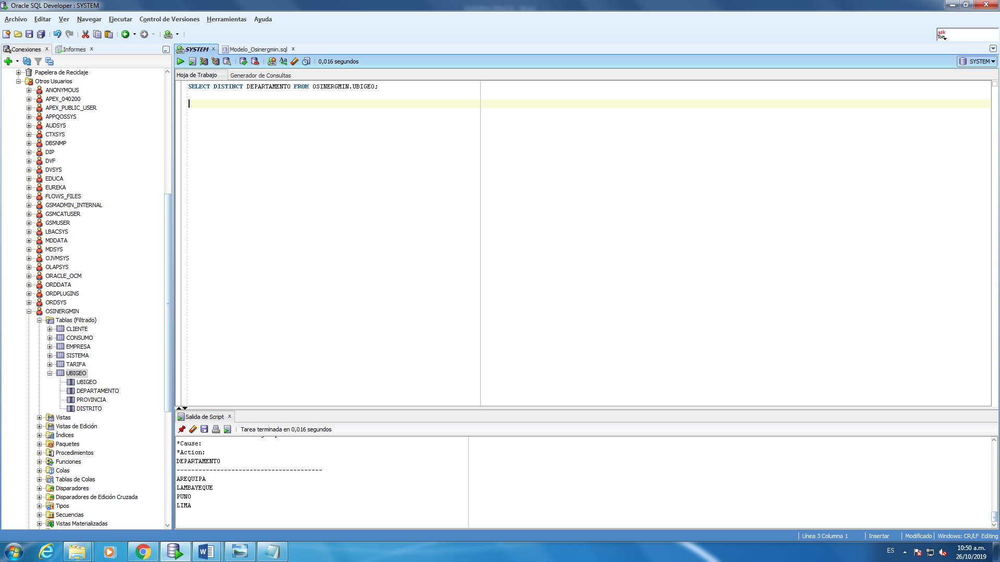 Oracle SQL Developer : SYSTEM
Archivo Editar Ver Navegar Ejecutar Control de Versiones Herramientas Ayuda
ask
Tom
Conexiones x Informes x
SYSTEM x Modelo_Osinergmin.sql x
0,016 segundos
SYSTEM
Hoja de Trabajo Generador de Consultas
SELECT DISTINCT DEPARTAMENTO FROM OSINERGMIN.UBIGEO;
Papelera de Reciclaje
Otros Usuarios
ANONYMOUS
APEX_040200
APEX_PUBLIC_USER
APPQOSSYS
AUDSYS
CTXSYS
DBSNMP
DIP
DVF
DVSYS
EDUCA
EUREKA
FLOWS_FILES
GSMADMIN_INTERNAL
GSMCATUSER
GSMUSER
LBACSYS
MDDATA
MDSYS
OJVMSYS
OLAPSYS
ORACLE_OCM
ORDDATA
ORDPLUGINS
ORDSYS
OSINERGMIN
Tablas (Filtrado)
CLIENTE
CONSUMO
EMPRESA
SISTEMA
TARIFA
UBIGEO
UBIGEO
DEPARTAMENTO
PROVINCIA
DISTRITO
Vistas
Vistas de Edición
Índices
Paquetes
Procedimientos
Funciones
Colas
Tablas de Colas
Disparadores
Disparadores de Edición Cruzada
Tipos
Secuencias
Vistas Materializadas
Salida de Script x
Tarea terminada en 0,016 segundos
*Cause:
*Action:
DEPARTAMENTO
----------------------------------------
AREQUIPA
LAMBAYEQUE
PUNO
LIMA
Línea 3 Columna 1 Insertar Modificado Windows: CR/LF Editing
ES
10:50 a.m.
26/10/2019